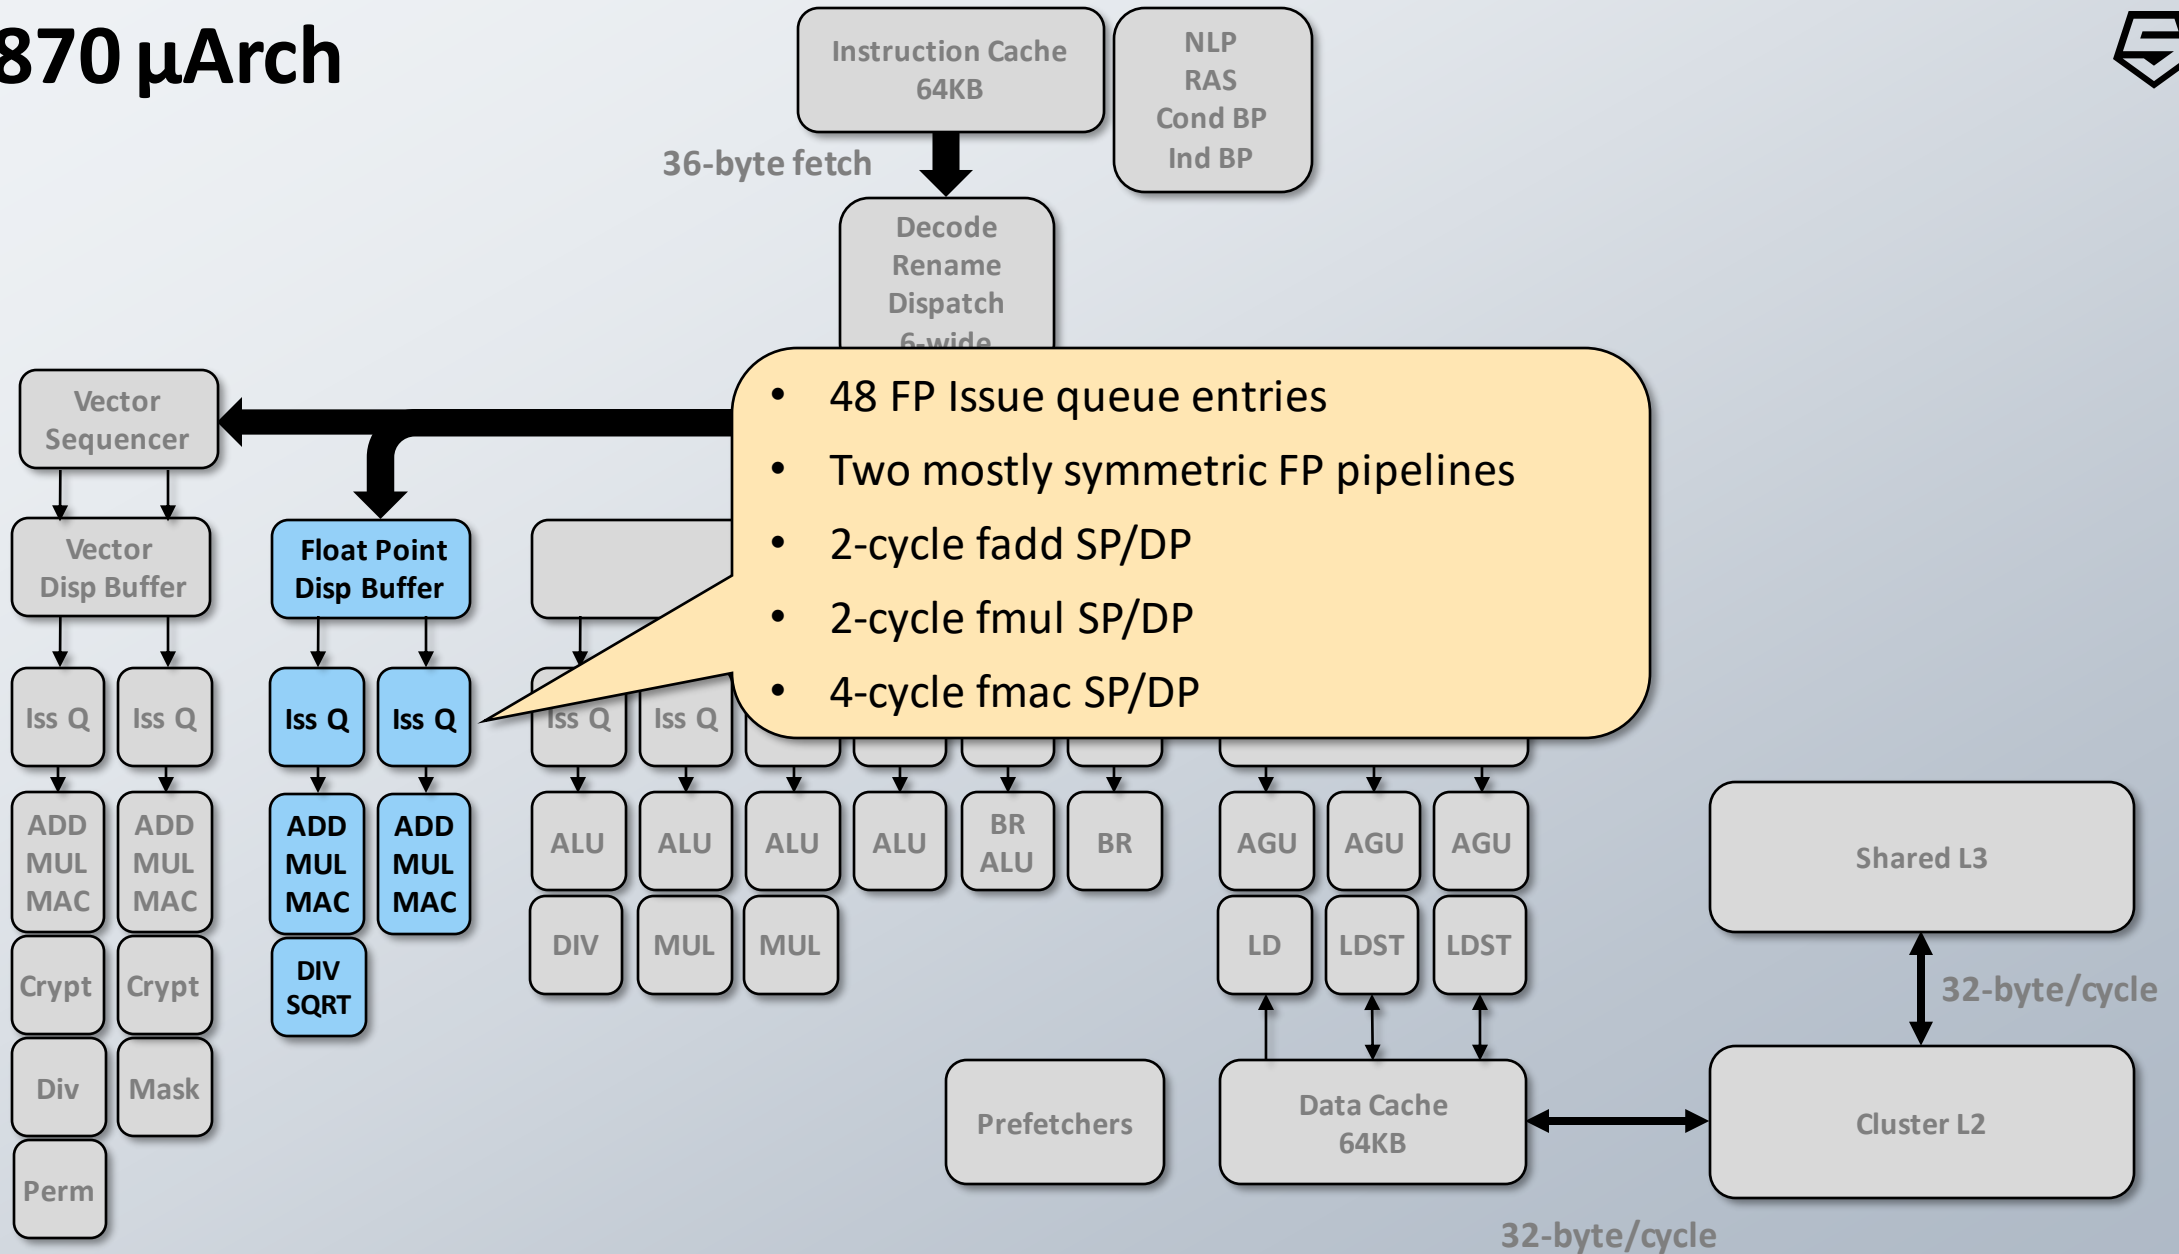 870 µArch
Instruction Cache
64KB
NLP
RAS
Cond BP
Ind BP
36-byte fetch
Decode
Rename
Dispatch
6-wide
Vector
Sequencer
• 48 FP Issue queue entries
• Two mostly symmetric FP pipelines
• 2-cycle fadd SP/DP
• 2-cycle fmul SP/DP
• 4-cycle fmac SP/DP
Vector
Disp Buffer
Float Point
Disp Buffer
Iss Q
Iss Q
Iss Q
Iss Q
Iss Q
Iss Q
ADD
MUL
MAC
ADD
MUL
MAC
ADD
MUL
MAC
ADD
MUL
MAC
ALU
ALU
ALU
ALU
BR
ALU
BR
AGU
AGU
AGU
Shared L3
Crypt
Crypt
DIV
SQRT
DIV
MUL
MUL
LD
LDST
LDST
32-byte/cycle
Div
Mask
Prefetchers
Data Cache
64KB
Cluster L2
Perm
32-byte/cycle